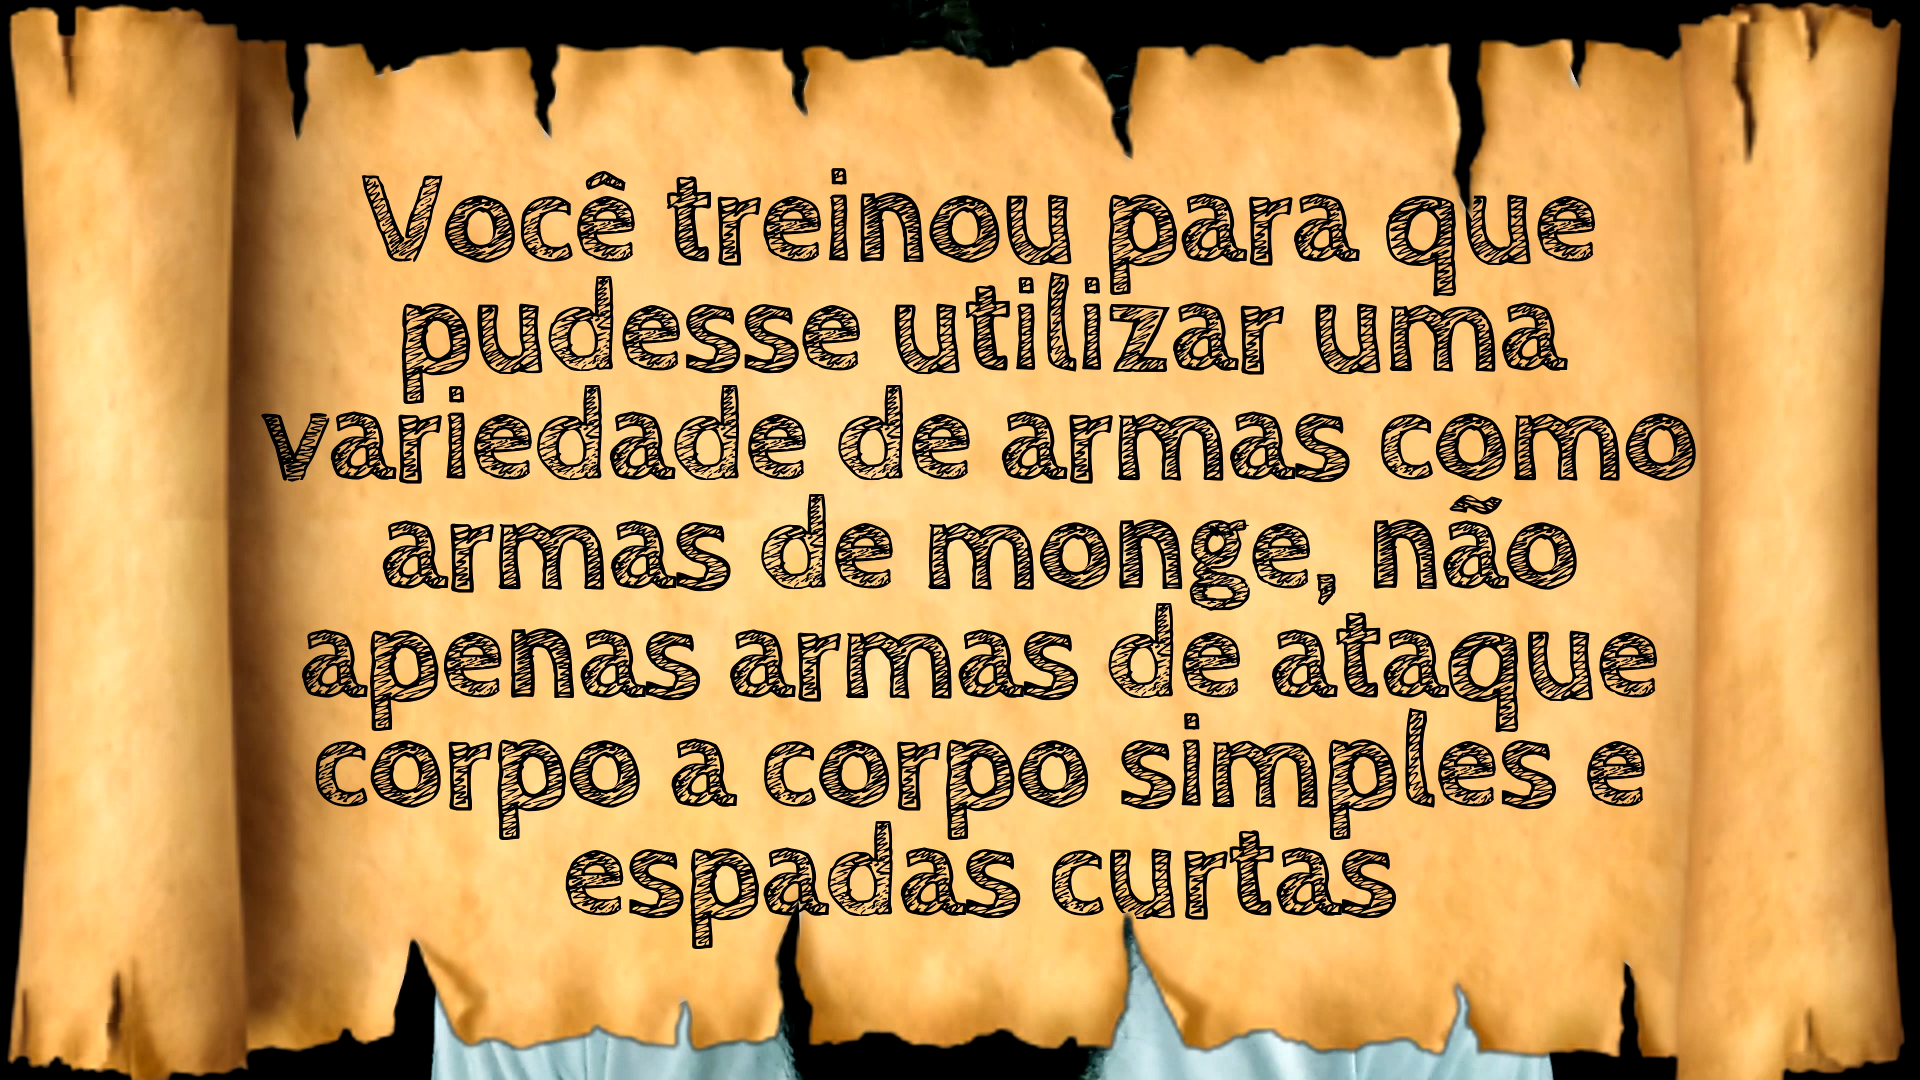 Você treinou para que
pudesse utilizar uma
variedade de armas como
armas de monge, não
apenas armas de ataque
corpo a corpo simples e
espadas curtas